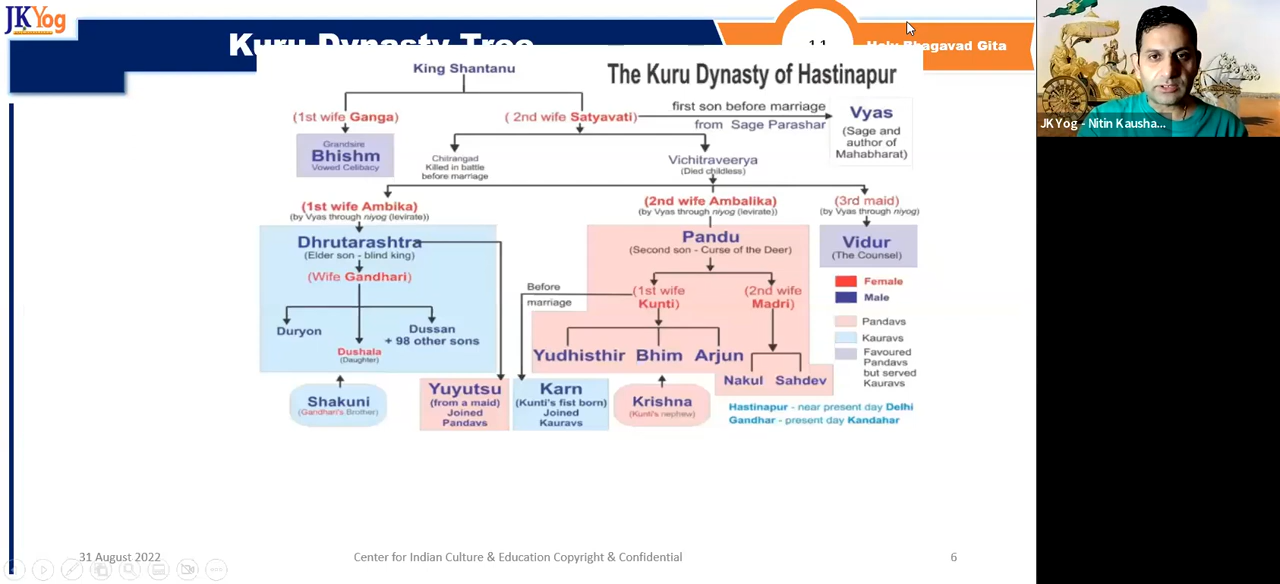 JKYog
Kuru Dynasty Tree
1.1
Holy Bhagavad Gita
JK Yog - Nitin Kausha...
King Shantanu
The Kuru Dynasty of Hastinapur
(1st wife Ganga)
( 2nd wife Satyavati)
first son before marriage
from Sage Parashar
Vyas
(Sage and
author of
Mahabharat)
Grandsire
Bhishm
Vowed Celibacy
Chitrangad
Killed in battle
before marriage
Vichitraveerya
(Died childless)
(1st wife Ambika)
(by Vyas through niyog (levirate))
(2nd wife Ambalika)
(by Vyas through niyog (levirate))
(3rd maid)
(by Vyas through niyog)
Dhrutarashtra
(Elder son - blind king)
(Wife Gandhari)
Pandu
(Second son - Curse of the Deer)
Vidur
(The Counsel)
Before
marriage
(1st wife
Kunti)
(2nd wife
Madri)
Duryon
Dushala
(Daughter)
Dussan
+ 98 other sons
Yudhisthir
Bhim
Arjun
Nakul
Sahdev
Female
Male
Pandavs
Kauravs
Favoured
Pandavs
but served
Kauravs
Shakuni
(Gandhari's Brother)
Yuyutsu
(from a maid)
Joined
Pandavs
Karn
(Kunti's fist born)
Joined
Kauravs
Krishna
(Kunti's nephew)
Hastinapur - near present day Delhi
Gandhar - present day Kandahar
31 August 2022
Center for Indian Culture & Education Copyright & Confidential
6